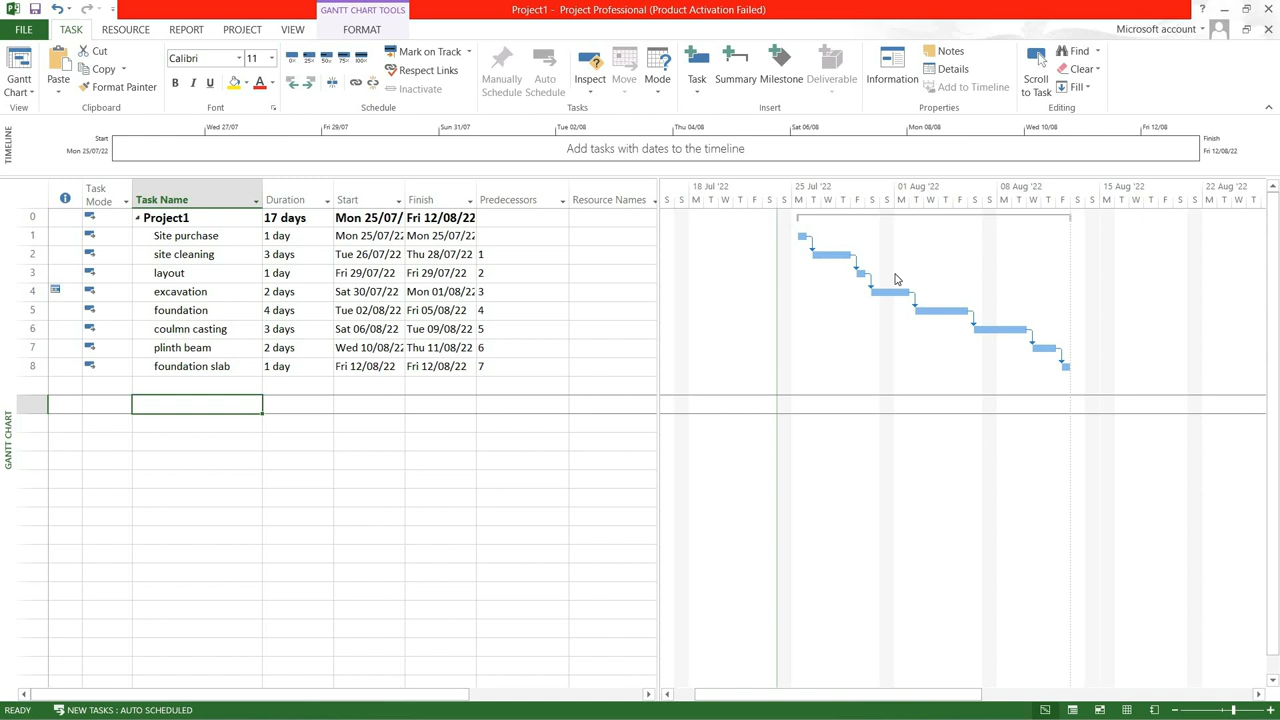 Project1 - Project Professional (Product Activation Failed)
GANTT CHART TOOLS
FILE TASK RESOURCE REPORT PROJECT VIEW FORMAT
Microsoft account
Gantt Chart
View
Paste
Cut
Copy
Format Painter
Clipboard
Calibri 11
B I U A
Font
0% 25% 50% 75% 100%
Mark on Track
Respect Links
Inactivate
Schedule
Manually Schedule
Auto Schedule
Inspect
Move
Mode
Tasks
Task
Summary
Milestone
Deliverable
Insert
Information
Notes
Details
Add to Timeline
Properties
Scroll to Task
Find
Clear
Fill
Editing
TIMELINE
Wed 27/07 Fri 29/07 Sun 31/07 Tue 02/08 Thu 04/08 Sat 06/08 Mon 08/08 Wed 10/08 Fri 12/08
Start
Mon 25/07/22
Add tasks with dates to the timeline
Finish
Fri 12/08/22
Task Mode Task Name Duration Start Finish Predecessors Resource Names
18 Jul '22 25 Jul '22 01 Aug '22 08 Aug '22 15 Aug '22 22 Aug '22
S S M T W T F S S M T W T F S S M T W T F S S M T W T F S S M T W T F S S M T W T
0 Project1 17 days Mon 25/07/ Fri 12/08/22
1 Site purchase 1 day Mon 25/07/22 Mon 25/07/22
2 site cleaning 3 days Tue 26/07/22 Thu 28/07/22 1
3 layout 1 day Fri 29/07/22 Fri 29/07/22 2
4 excavation 2 days Sat 30/07/22 Mon 01/08/22 3
5 foundation 4 days Tue 02/08/22 Fri 05/08/22 4
6 coulmn casting 3 days Sat 06/08/22 Tue 09/08/22 5
7 plinth beam 2 days Wed 10/08/22 Thu 11/08/22 6
8 foundation slab 1 day Fri 12/08/22 Fri 12/08/22 7
GANTT CHART
READY NEW TASKS : AUTO SCHEDULED